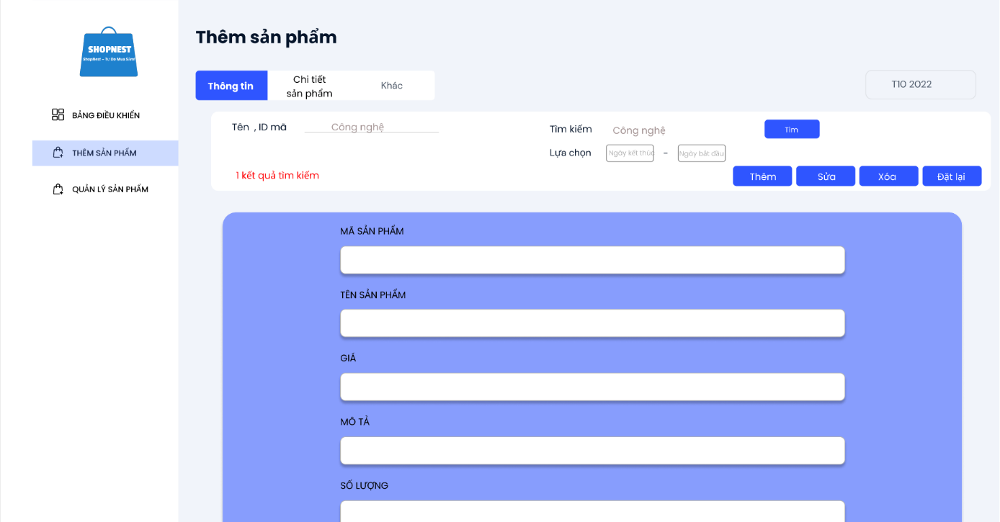 SHOPNEST
ShopNest - Tự Do Mua Sắm!
BẢNG ĐIỀU KHIỂN
THÊM SẢN PHẨM
QUẢN LÝ SẢN PHẨM
Thêm sản phẩm
Thông tin
Chi tiết
sản phẩm
Khác
T10 2022
Tên , ID mã
Công nghệ
Tìm kiếm
Công nghệ
Tìm
Lựa chọn
Ngày kết thúc
-
Ngày bắt đầu
1 kết quả tìm kiếm
Thêm
Sửa
Xóa
Đặt lại
MÃ SẢN PHẨM
TÊN SẢN PHẨM
GIÁ
MÔ TẢ
SỐ LƯỢNG